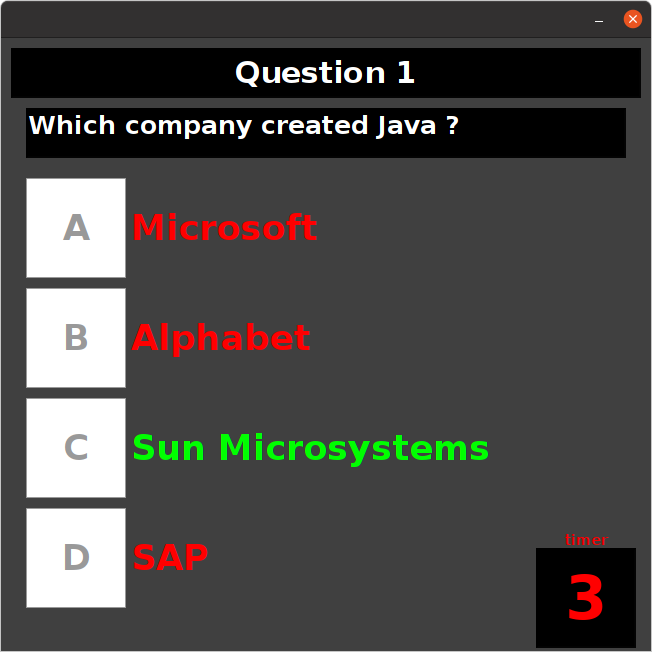 Question 1
Which company created Java ?
A Microsoft
B Alphabet
C Sun Microsystems
D SAP
timer
3